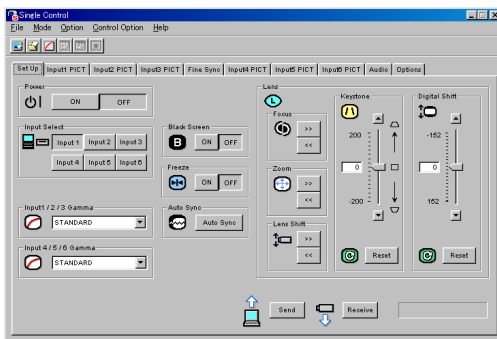 Single Control
File Mode Option Control Option Help
Set Up Input1 PICT Input2 PICT Input3 PICT Fine Sync Input4 PICT Input5 PICT Input6 PICT Audio Options
Power
ON OFF
Input Select
Input 1 Input 2 Input 3
Input 4 Input 5 Input 6
Black Screen
B ON OFF
Freeze
ON OFF
Input1 / 2 / 3 Gamma
STANDARD
Auto Sync
Auto Sync
Input 4 / 5 / 6 Gamma
STANDARD
Lens
L
Focus
>>
<<
Zoom
>>
<<
Lens Shift
>>
<<
Keystone
200
0
-200
Reset
Digital Shift
-152
0
152
Reset
Send Receive